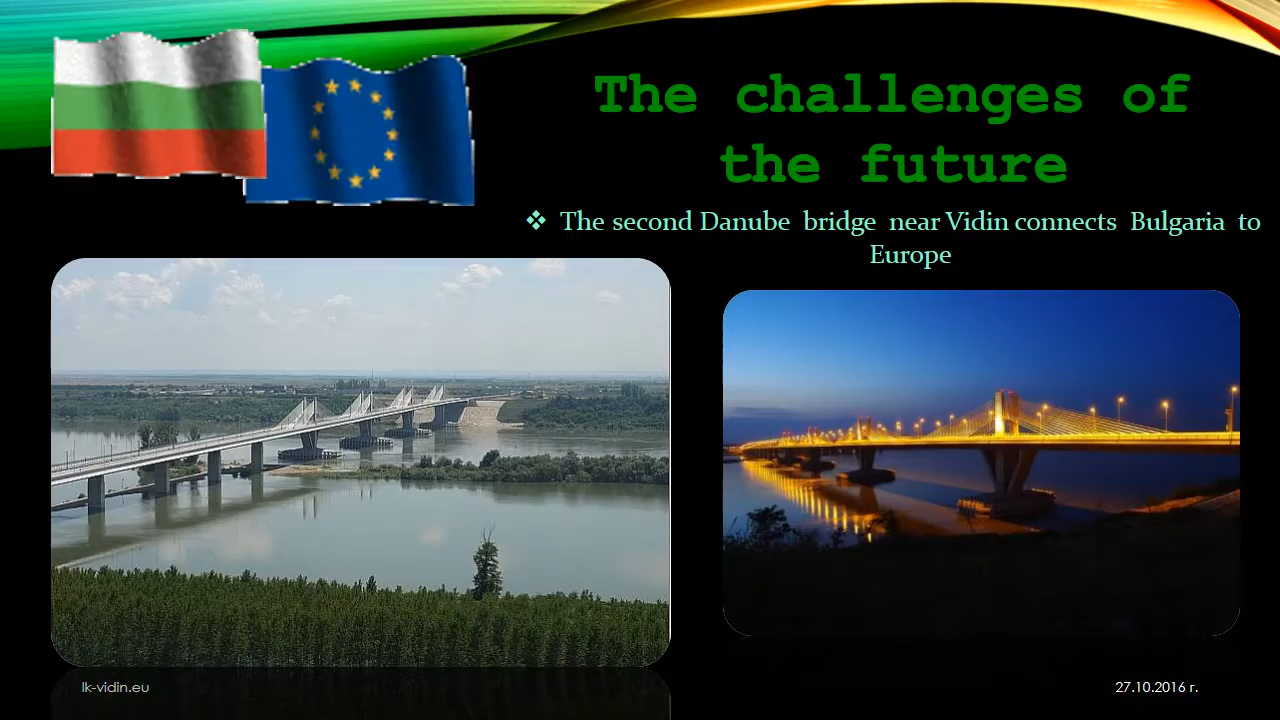 The challenges of
the future
❖ The second Danube bridge near Vidin connects Bulgaria to
Europe
lk-vidin.eu
27.10.2016 г.